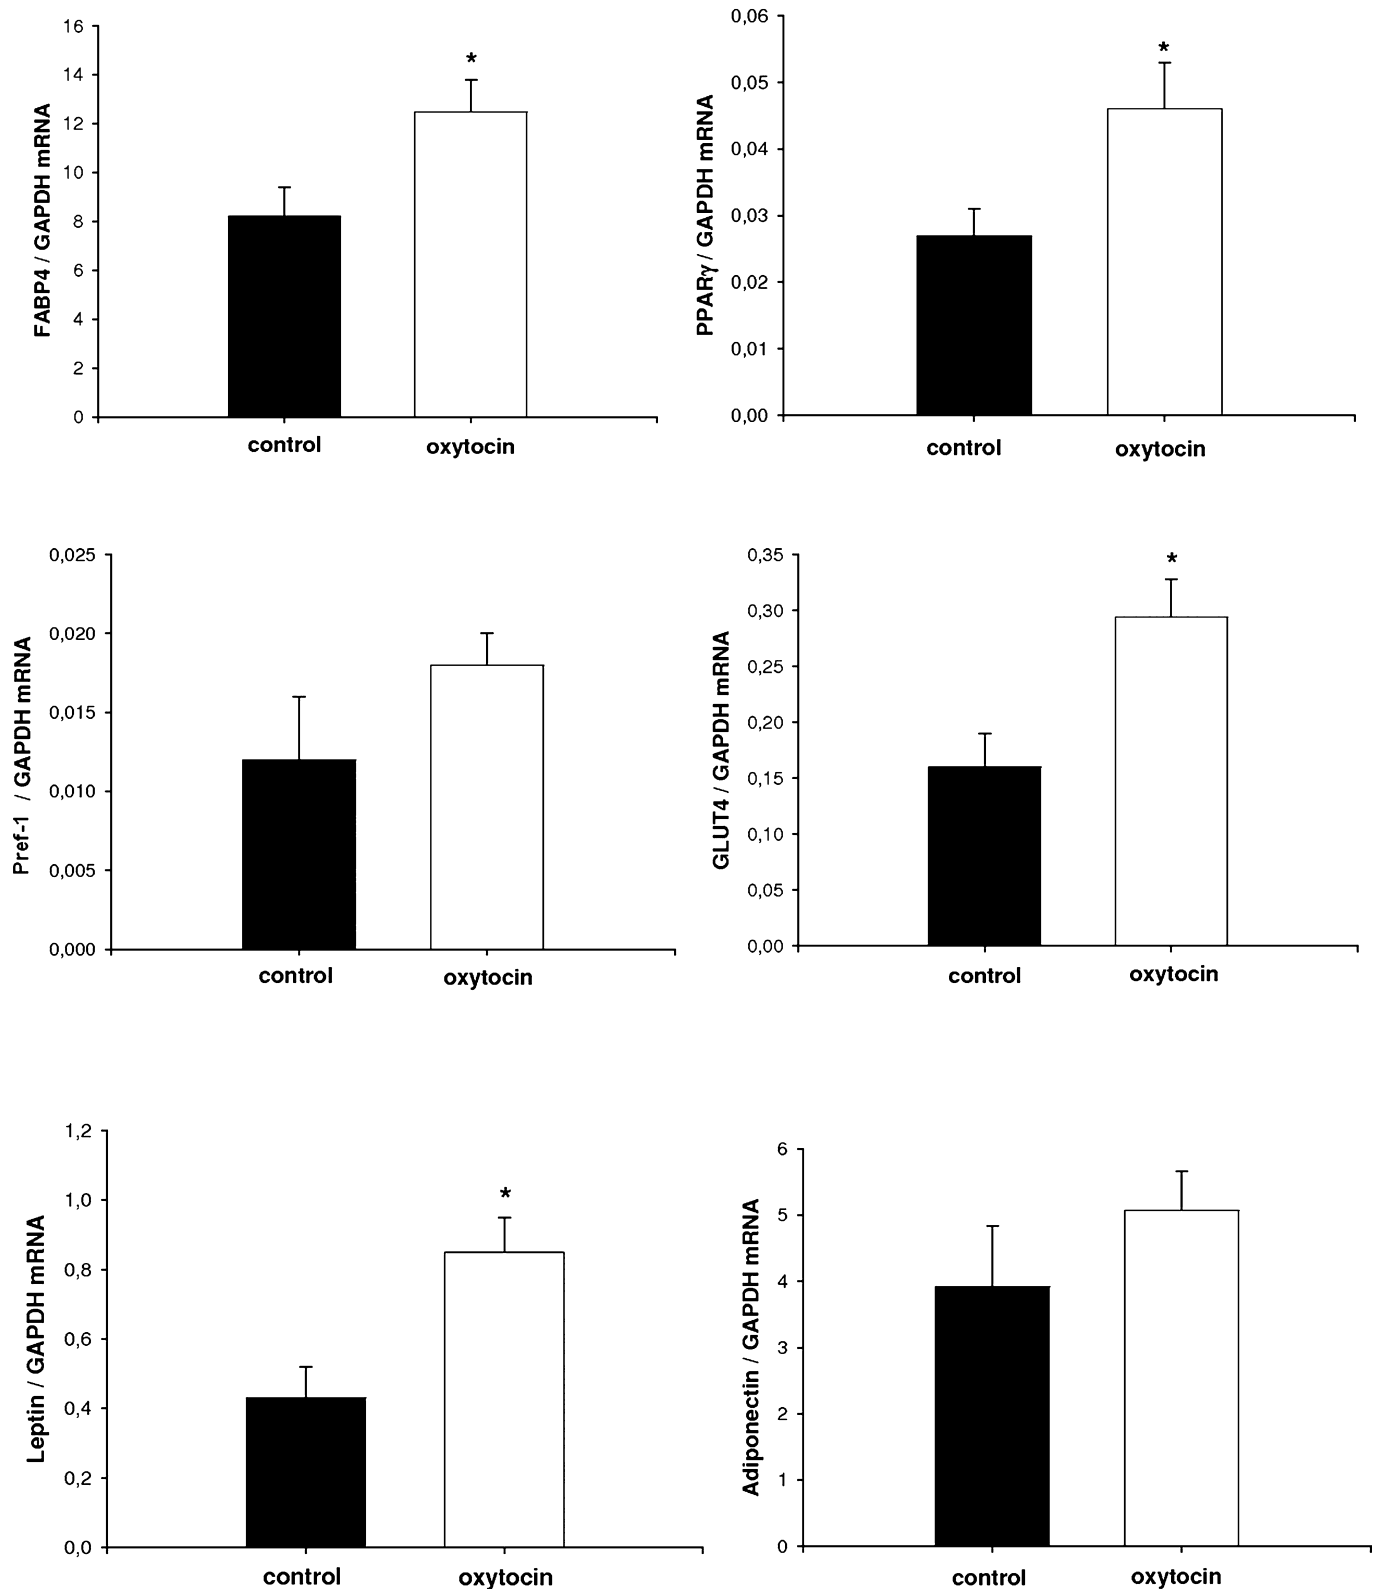 FABP4 / GAPDH mRNA
16
14
12
10
8
6
4
2
0
*
control
oxytocin
PPARγ / GAPDH mRNA
0,06
0,05
0,04
0,03
0,02
0,01
0,00
*
control
oxytocin
Pref-1 / GAPDH mRNA
0,025
0,020
0,015
0,010
0,005
0,000
control
oxytocin
GLUT4 / GAPDH mRNA
0,35
0,30
0,25
0,20
0,15
0,10
0,05
0,00
*
control
oxytocin
Leptin / GAPDH mRNA
1,2
1,0
0,8
0,6
0,4
0,2
0,0
*
control
oxytocin
Adiponectin / GAPDH mRNA
6
5
4
3
2
1
0
control
oxytocin